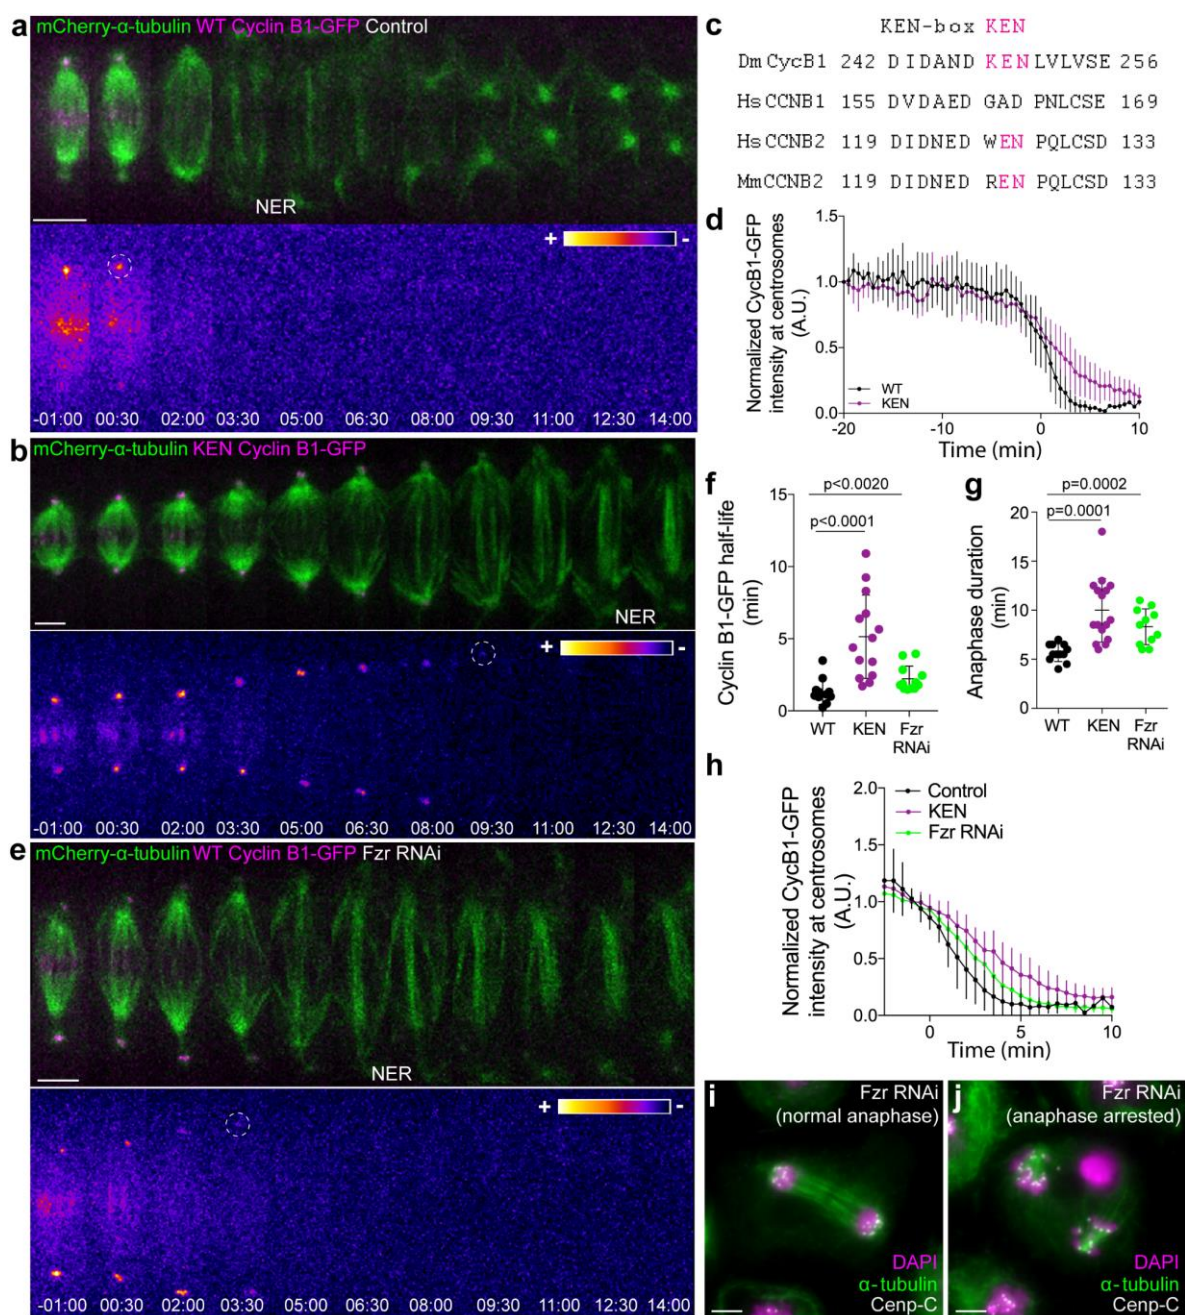 a
mCherry-α-tubulin WT Cyclin B1-GFP Control
NER
+ -
-01:00 00:30 02:00 03:30 05:00 06:30 08:00 09:30 11:00 12:30 14:00
b
mCherry-α-tubulin KEN Cyclin B1-GFP
NER
+ -
-01:00 00:30 02:00 03:30 05:00 06:30 08:00 09:30 11:00 12:30 14:00
e
mCherry-α-tubulin WT Cyclin B1-GFP Fzr RNAi
NER
+ -
-01:00 00:30 02:00 03:30 05:00 06:30 08:00 09:30 11:00 12:30 14:00
c
KEN-box KEN
DmCycB1 242 DIDAND KEN LVLVSE 256
HsCCNB1 155 DVDAED GAD PNLCSE 169
HsCCNB2 119 DIDNED WEN PQLCSD 133
MmCCNB2 119 DIDNED REN PQLCSD 133
d
Normalized CycB1-GFP
intensity at centrosomes
(A.U.)
1.5
1.0
0.5
0.0
WT
KEN
-20 -10 0 10
Time (min)
f
Cyclin B1-GFP half-life
(min)
15
10
5
0
p<0.0020
p<0.0001
WT KEN Fzr
RNAi
g
Anaphase duration
(min)
20
15
10
5
0
p=0.0002
p=0.0001
WT KEN Fzr
RNAi
h
Normalized CycB1-GFP
intensity at centrosomes
(A.U.)
2.0
1.5
1.0
0.5
0.0
Control
KEN
Fzr RNAi
0 5 10
Time (min)
i
Fzr RNAi
(normal anaphase)
DAPI
α-tubulin
Cenp-C
j
Fzr RNAi
(anaphase arrested)
DAPI
α-tubulin
Cenp-C